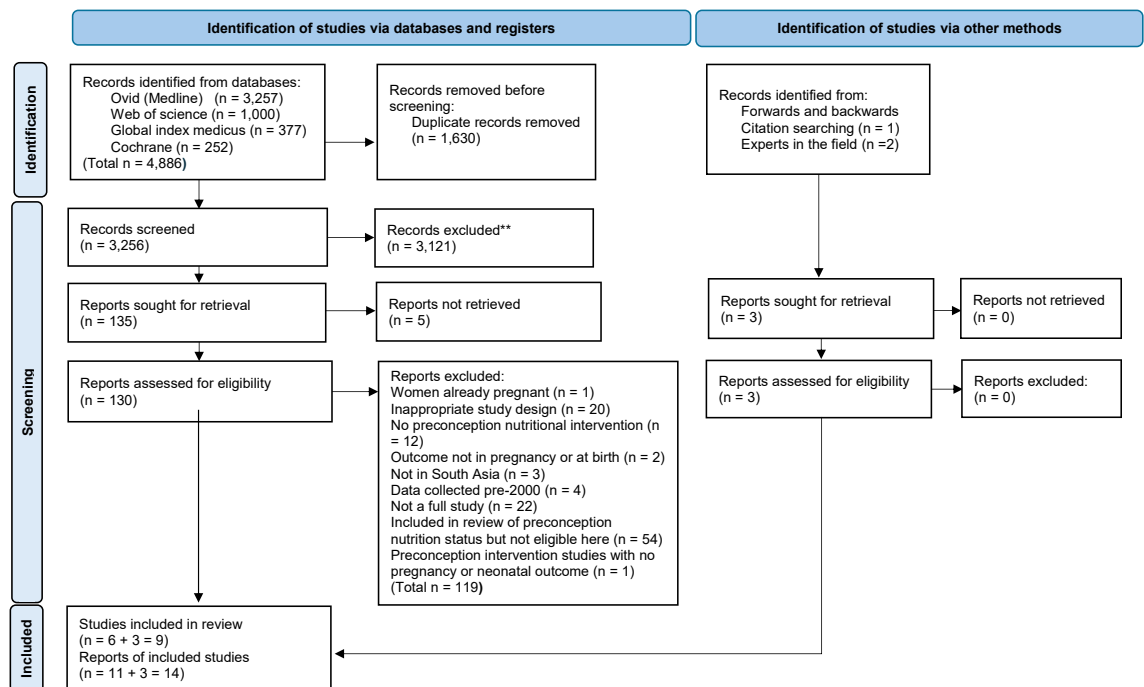 Identification of studies via databases and registers
Identification of studies via other methods
Identification
Records identified from databases:
Ovid (Medline) (n = 3,257)
Web of science (n = 1,000)
Global index medicus (n = 377)
Cochrane (n = 252)
(Total n = 4,886)
Records removed before
screening:
Duplicate records removed
(n = 1,630)
Records identified from:
Forwards and backwards
Citation searching (n = 1)
Experts in the field (n =2)
Screening
Records screened
(n = 3,256)
Records excluded**
(n = 3,121)
Reports sought for retrieval
(n = 135)
Reports not retrieved
(n = 5)
Reports sought for retrieval
(n = 3)
Reports not retrieved
(n = 0)
Reports assessed for eligibility
(n = 130)
Reports excluded:
Women already pregnant (n = 1)
Inappropriate study design (n = 20)
No preconception nutritional intervention (n
= 12)
Outcome not in pregnancy or at birth (n = 2)
Not in South Asia (n = 3)
Data collected pre-2000 (n = 4)
Not a full study (n = 22)
Included in review of preconception
nutrition status but not eligible here (n = 54)
Preconception intervention studies with no
pregnancy or neonatal outcome (n = 1)
(Total n = 119)
Reports assessed for eligibility
(n = 3)
Reports excluded:
(n = 0)
Included
Studies included in review
(n = 6 + 3 = 9)
Reports of included studies
(n = 11 + 3 = 14)